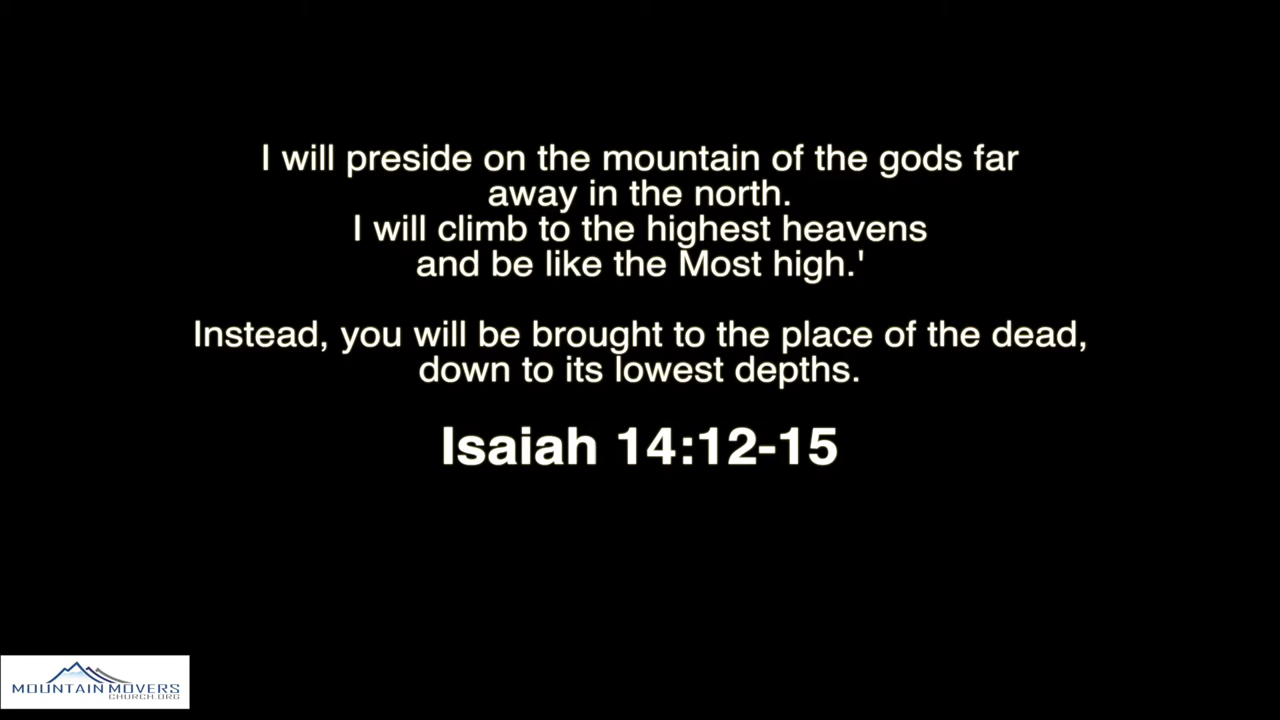 I will preside on the mountain of the gods far
away in the north.
I will climb to the highest heavens
and be like the Most high.'
Instead, you will be brought to the place of the dead,
down to its lowest depths.
Isaiah 14:12-15
MOUNTAIN MOVERS
CHURCH.ORG